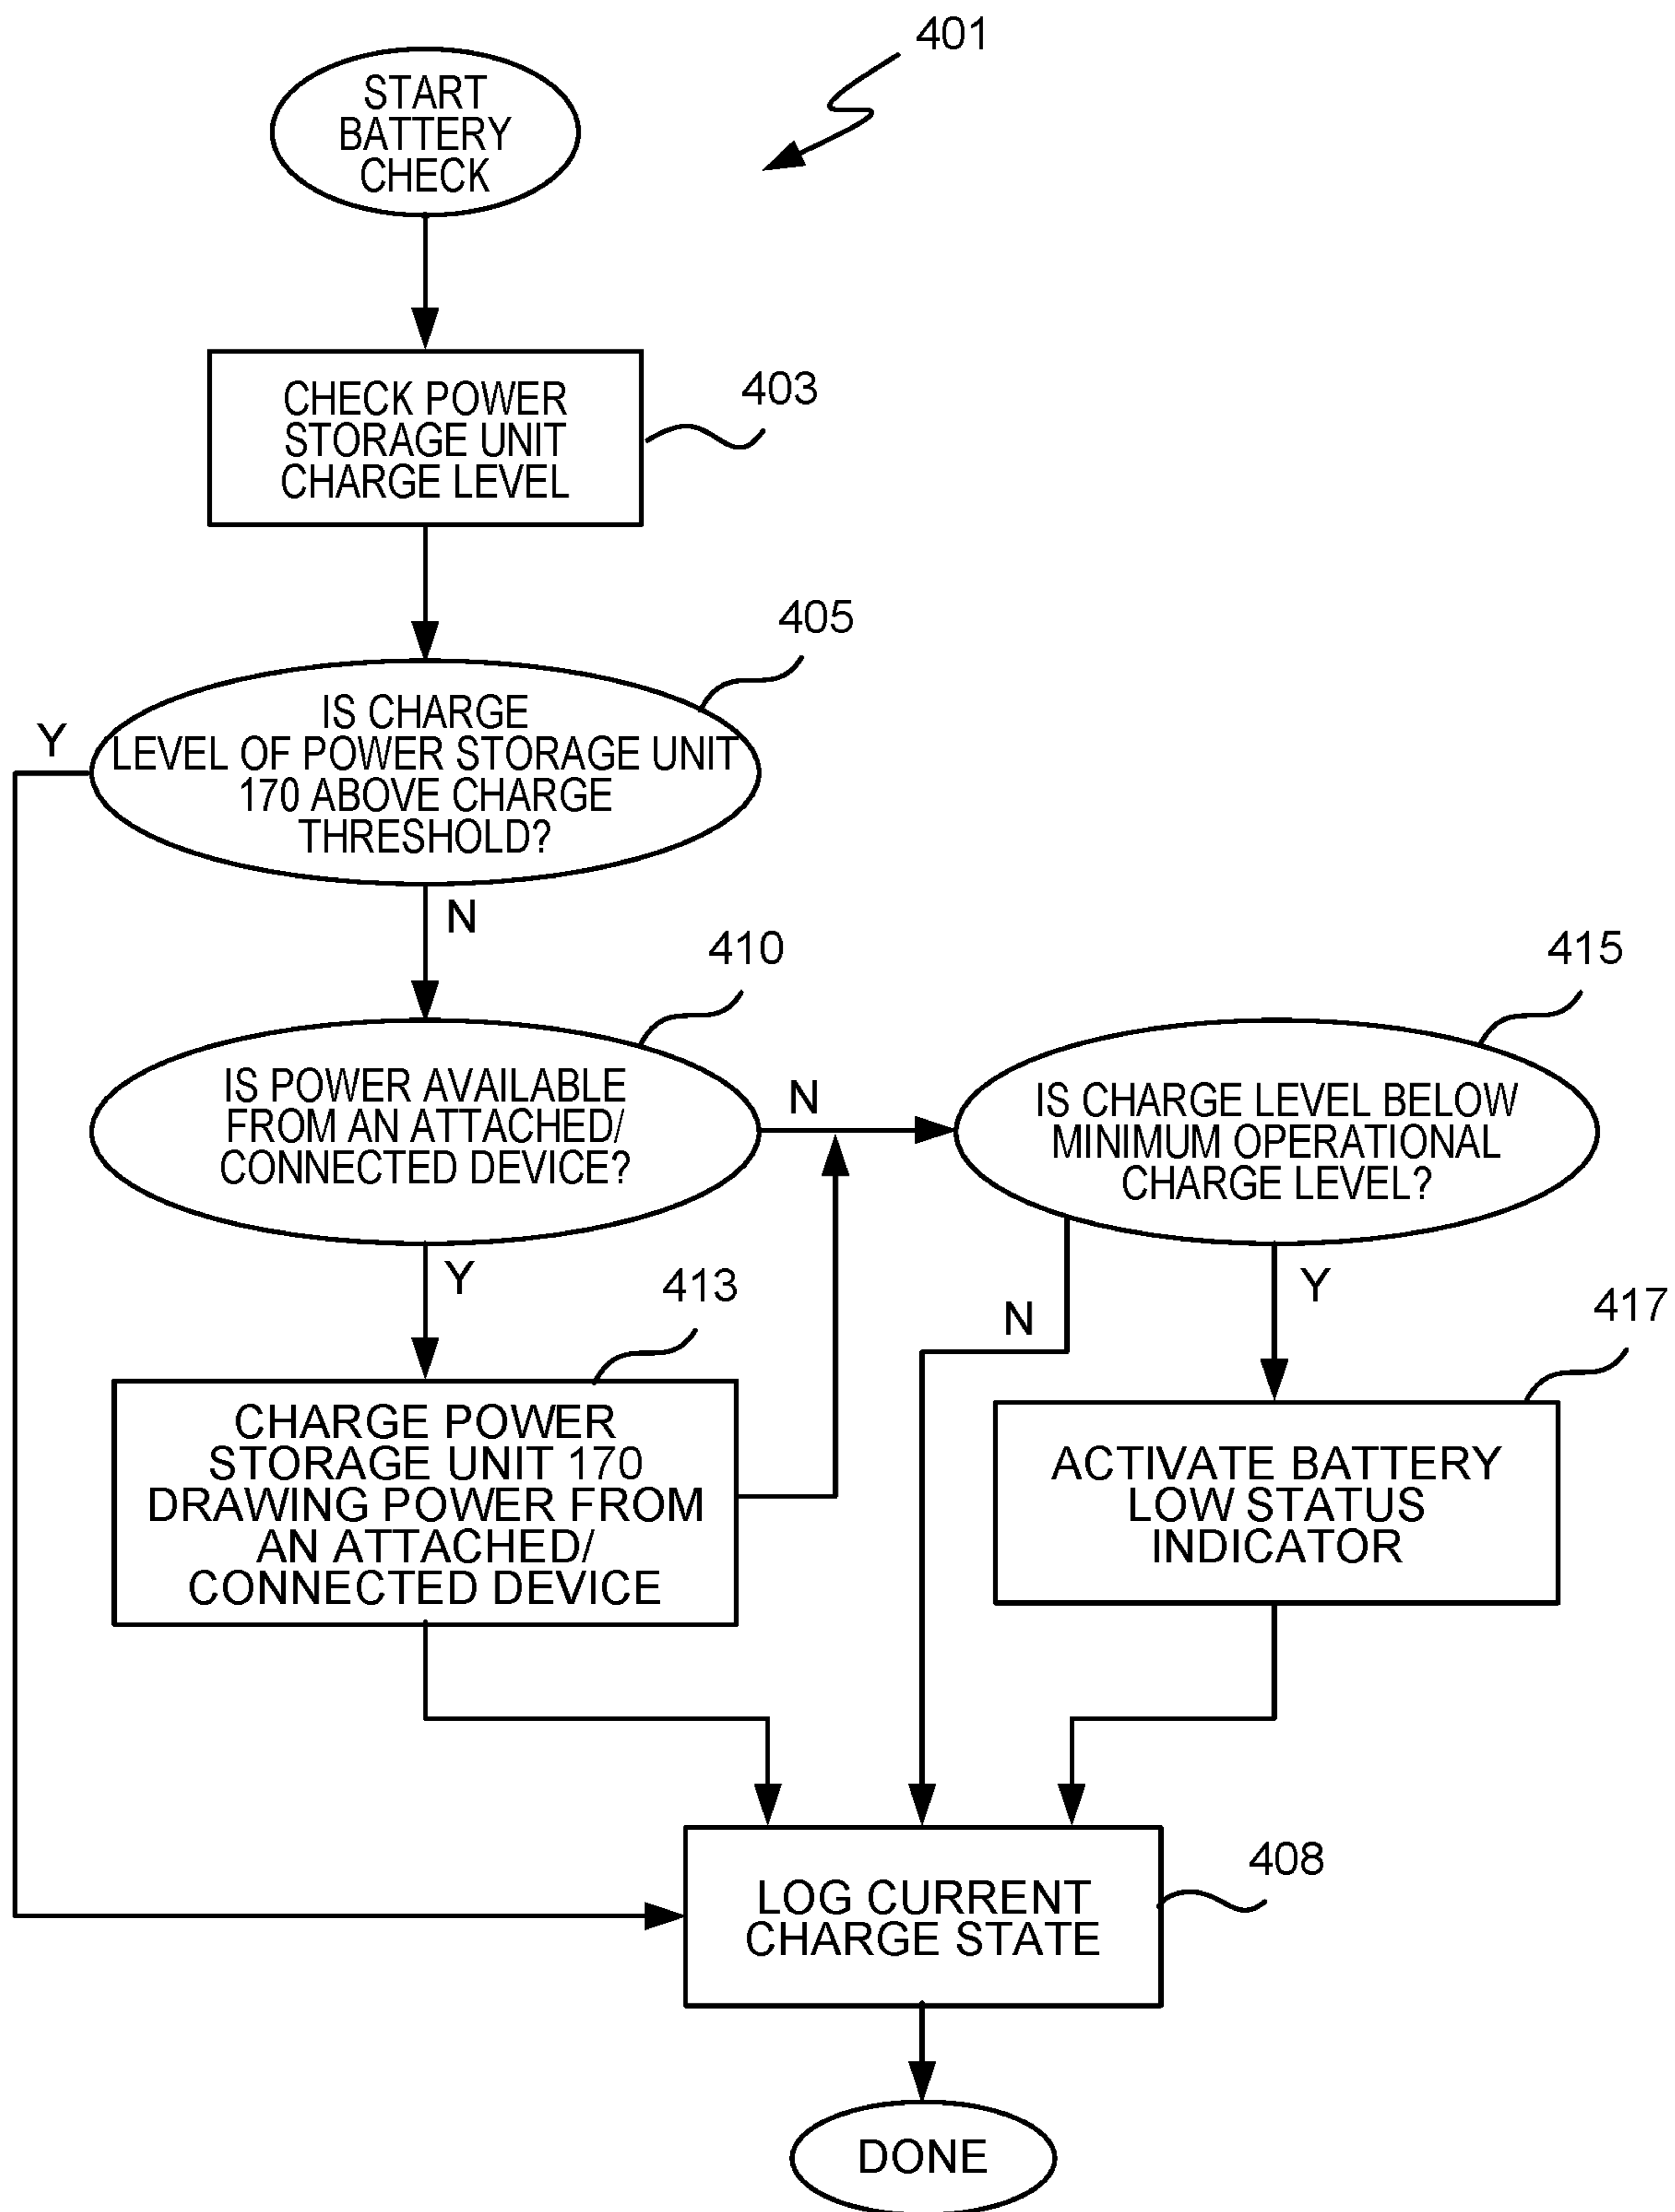 401
START
BATTERY
CHECK
CHECK POWER
STORAGE UNIT
CHARGE LEVEL
403
405
IS CHARGE
LEVEL OF POWER STORAGE UNIT
170 ABOVE CHARGE
THRESHOLD?
Y
N
410
IS POWER AVAILABLE
FROM AN ATTACHED/
CONNECTED DEVICE?
N
415
IS CHARGE LEVEL BELOW
MINIMUM OPERATIONAL
CHARGE LEVEL?
Y
413
CHARGE POWER
STORAGE UNIT 170
DRAWING POWER FROM
AN ATTACHED/
CONNECTED DEVICE
N
Y
417
ACTIVATE BATTERY
LOW STATUS
INDICATOR
408
LOG CURRENT
CHARGE STATE
DONE